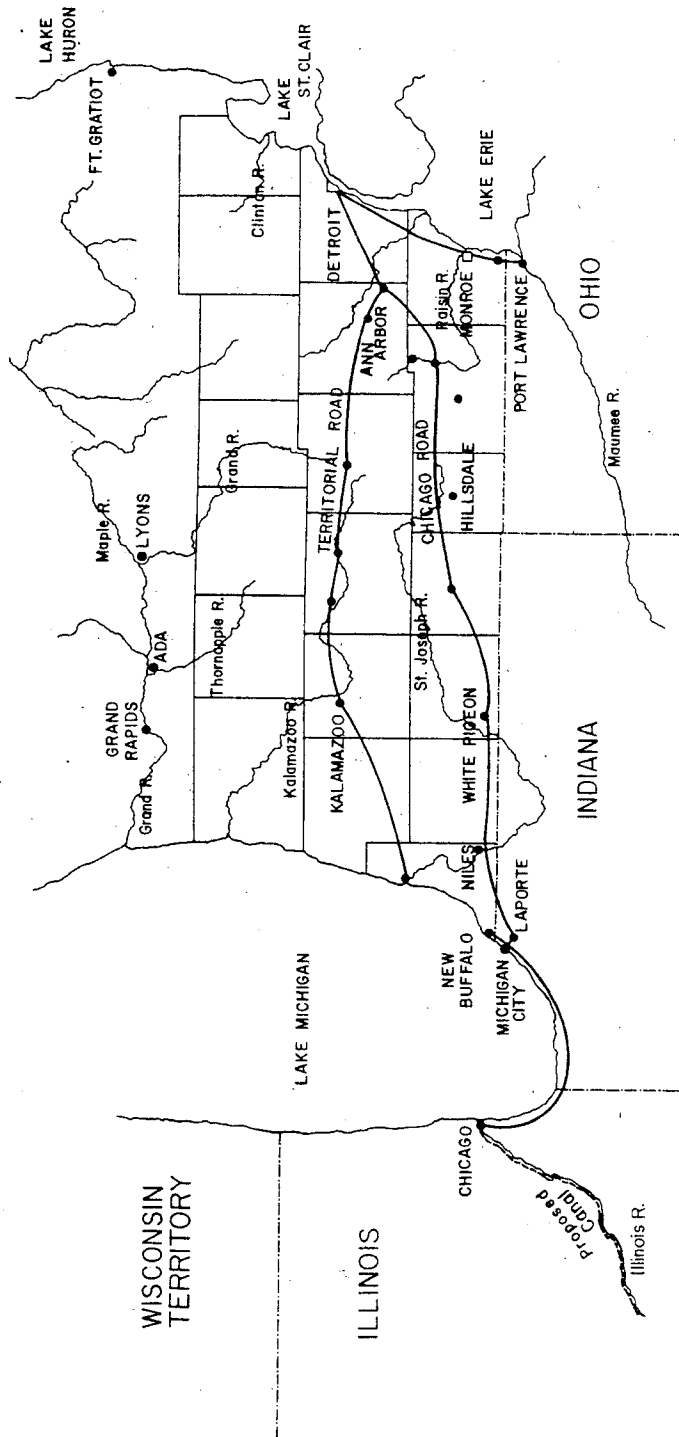 LAKE
HURON
FT. GRATIOT
LAKE
ST. CLAIR
Clinton R.
DETROIT
LAKE ERIE
Raisin R.
MONROE
ANN
ARBOR
PORT LAWRENCE
OHIO
Maumee R.
TERRITORIAL ROAD
CHICAGO ROAD
HILLSDALE
Maple R.
LYONS
Grand R.
ADA
Thornapple R.
GRAND
RAPIDS
Grand R.
Kalamazoo R.
KALAMAZOO
St. Joseph R.
WHITE PIGEON
INDIANA
NILES
LAPORTE
NEW
BUFFALO
MICHIGAN
CITY
LAKE MICHIGAN
CHICAGO
Proposed
Canal
Illinois R.
WISCONSIN
TERRITORY
ILLINOIS